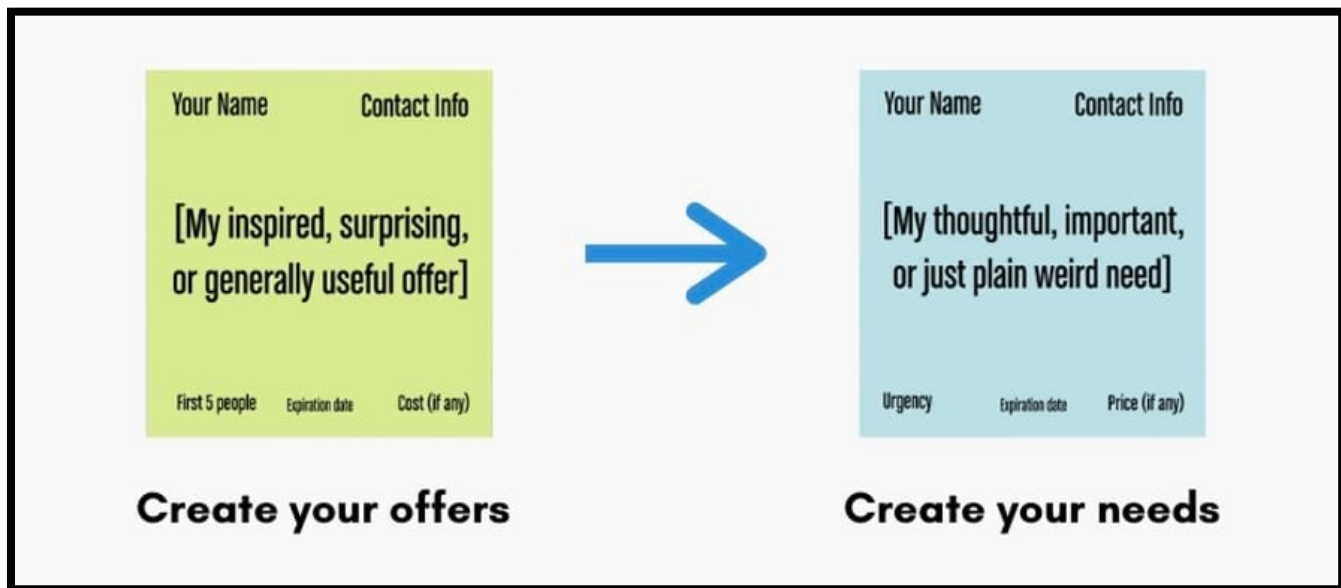 Your Name Contact Info
[My inspired, surprising,
or generally useful offer]
First 5 people Expiration date Cost (if any)
Create your offers
Your Name Contact Info
[My thoughtful, important,
or just plain weird need]
Urgency Expiration date Price (if any)
Create your needs